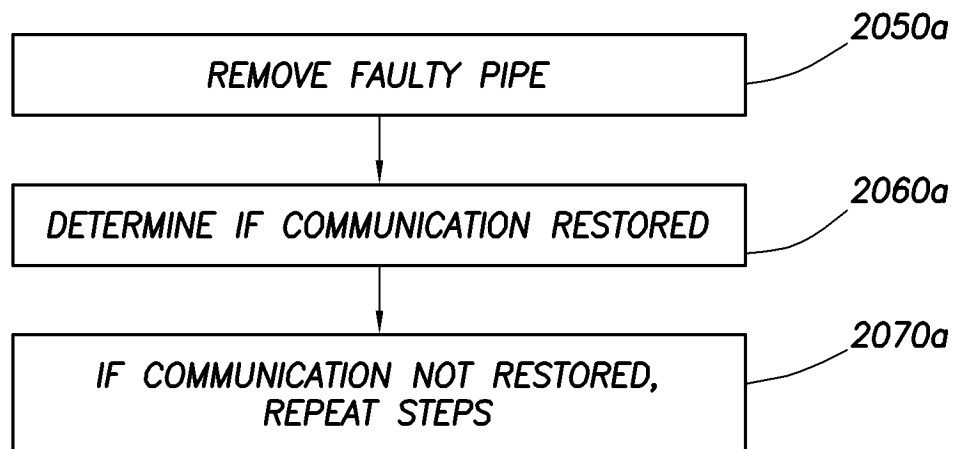 2050a
REMOVE FAULTY PIPE
2060a
DETERMINE IF COMMUNICATION RESTORED
2070a
IF COMMUNICATION NOT RESTORED,
REPEAT STEPS